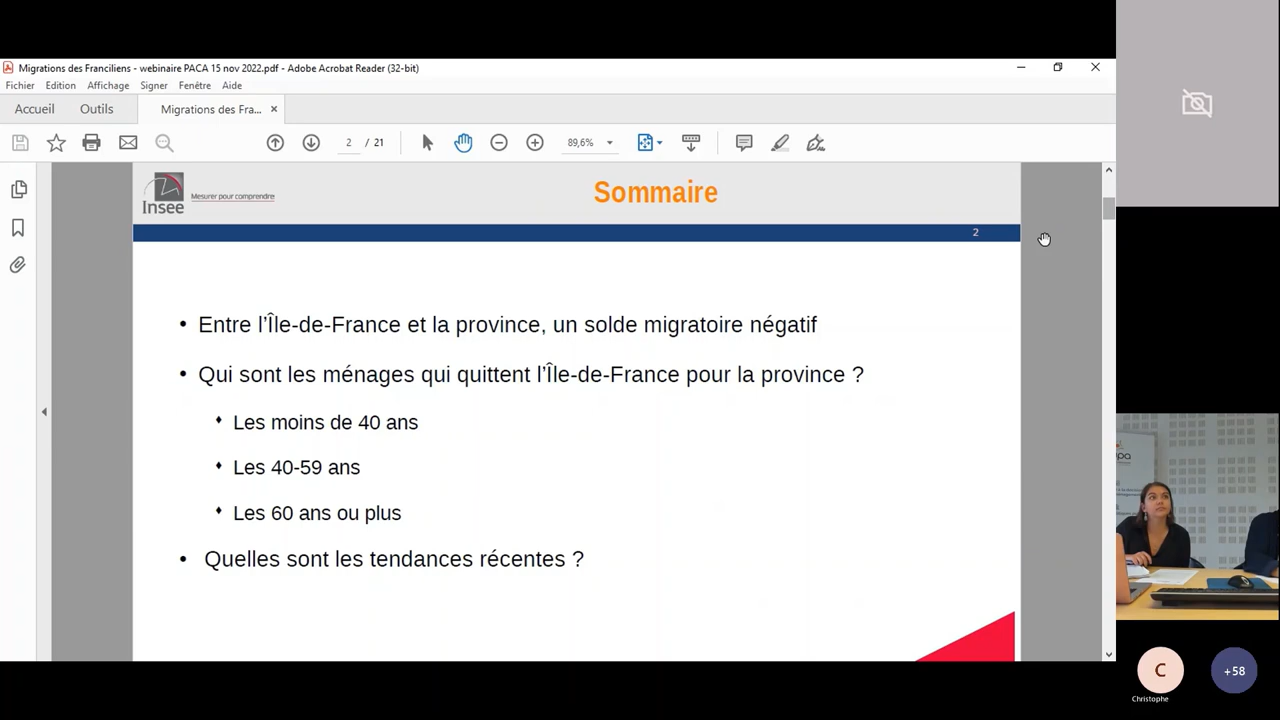 Migrations des Franciliens - webinaire PACA 15 nov 2022.pdf - Adobe Acrobat Reader (32-bit)
Fichier Edition Affichage Signer Fenêtre Aide
Accueil Outils Migrations des Fra... ×
2 / 21 89,6%
Insee Mesurer pour comprendre
Sommaire
2
• Entre l’Île-de-France et la province, un solde migratoire négatif
• Qui sont les ménages qui quittent l’Île-de-France pour la province ?
Les moins de 40 ans
Les 40-59 ans
Les 60 ans ou plus
• Quelles sont les tendances récentes ?
C
Christophe
+58